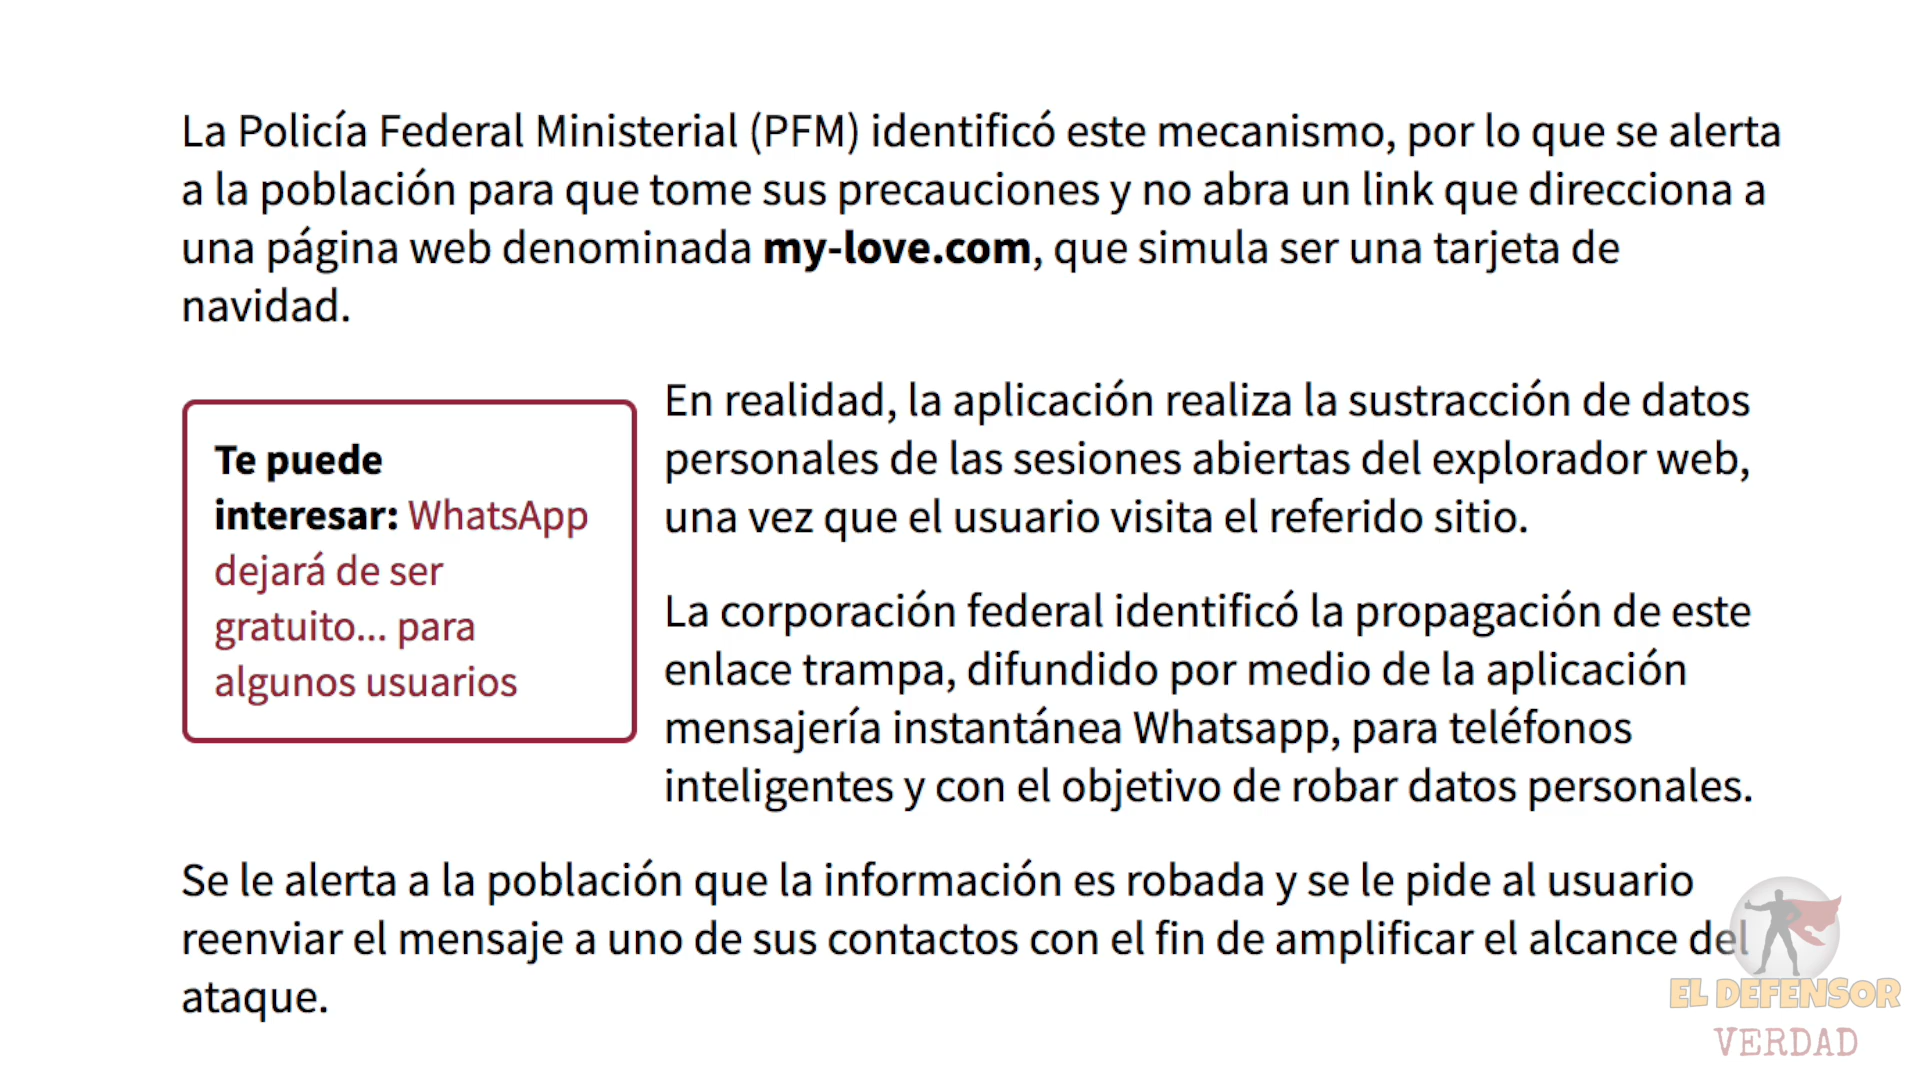 La Policía Federal Ministerial (PFM) identificó este mecanismo, por lo que se alerta
a la población para que tome sus precauciones y no abra un link que direcciona a
una página web denominada my-love.com, que simula ser una tarjeta de
navidad.
Te puede
interesar: WhatsApp
dejará de ser
gratuito... para
algunos usuarios
En realidad, la aplicación realiza la sustracción de datos
personales de las sesiones abiertas del explorador web,
una vez que el usuario visita el referido sitio.
La corporación federal identificó la propagación de este
enlace trampa, difundido por medio de la aplicación
mensajería instantánea Whatsapp, para teléfonos
inteligentes y con el objetivo de robar datos personales.
Se le alerta a la población que la información es robada y se le pide al usuario
reenviar el mensaje a uno de sus contactos con el fin de amplificar el alcance del
ataque.
EL DEFENSOR
VERDAD